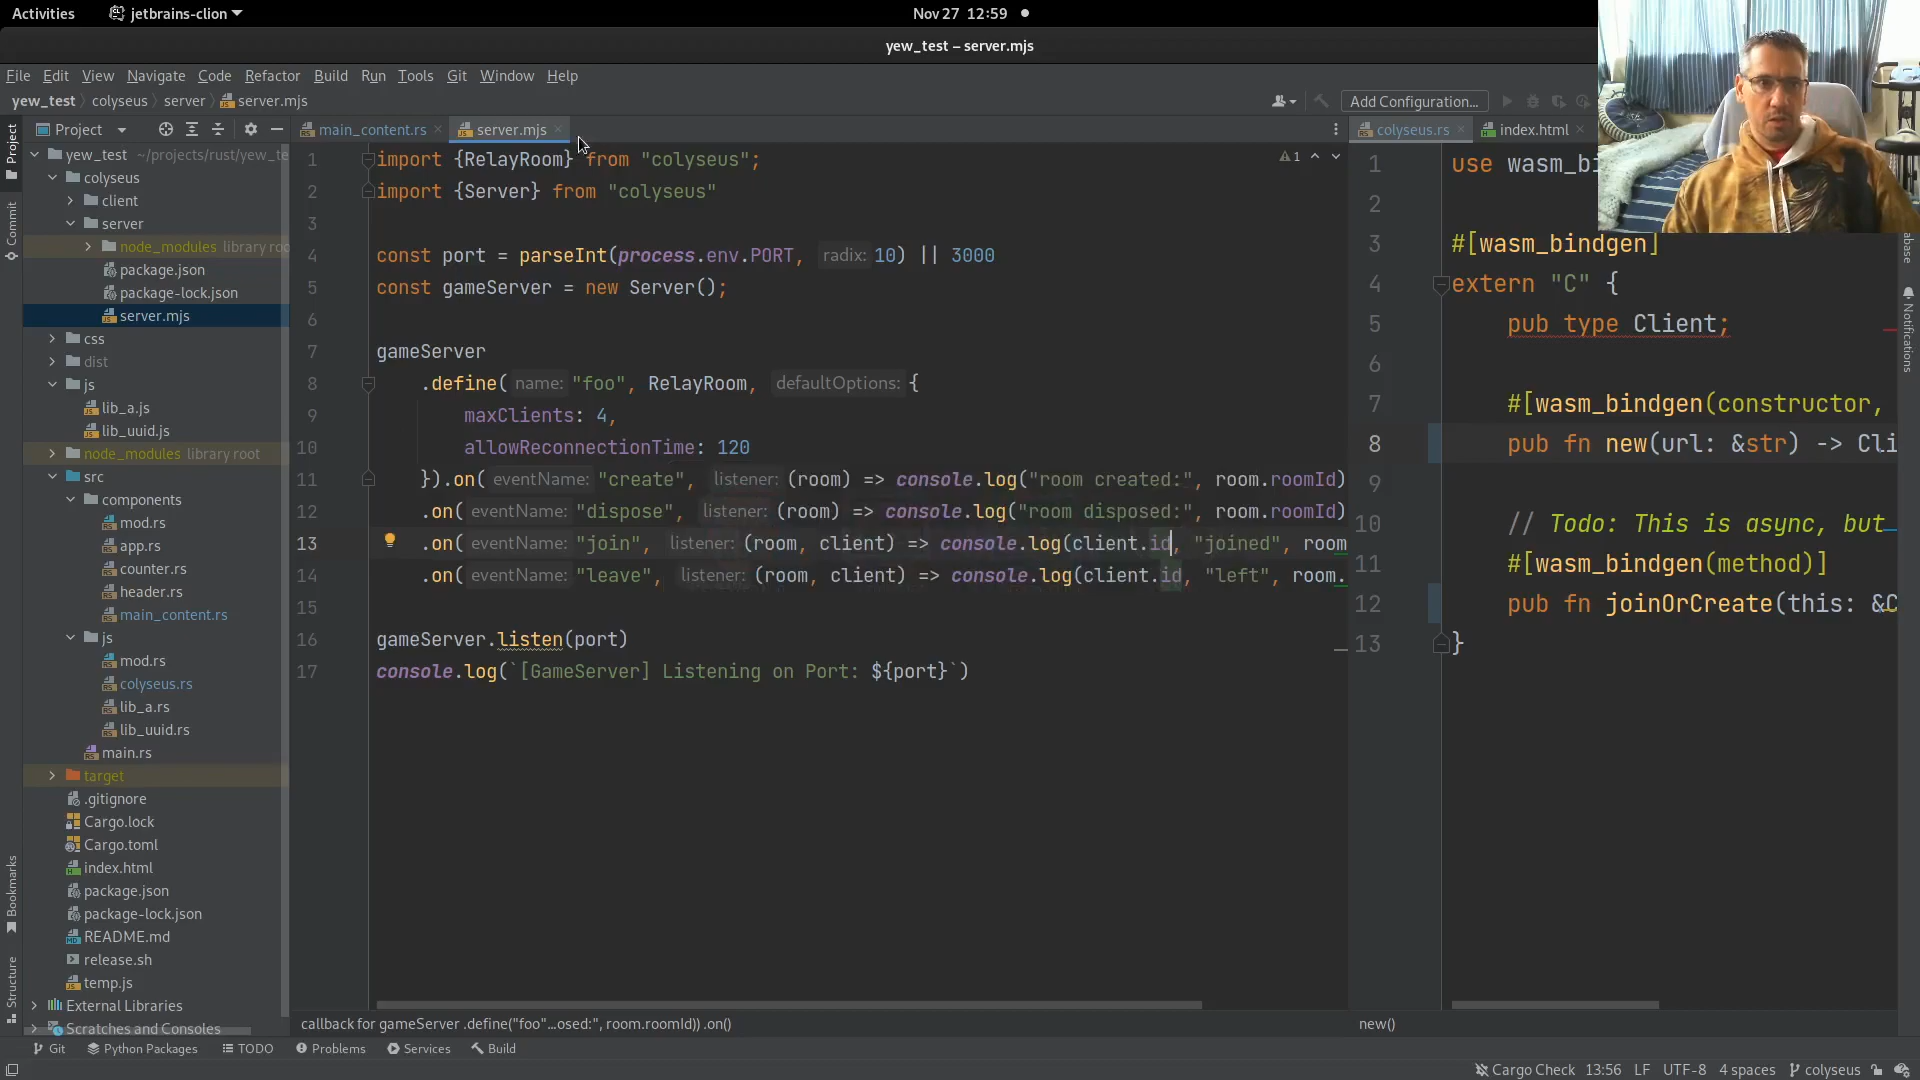 Activities
jetbrains-clion
Nov 27 12:59
yew_test – server.mjs
File Edit View Navigate Code Refactor Build Run Tools Git Window Help
yew_test colyseus server server.mjs
Add Configuration...
Project
Commit
Bookmarks
Structure
Project
yew_test ~/projects/rust/yew_te
colyseus
client
server
node_modules library roo
package.json
package-lock.json
server.mjs
css
dist
js
lib_a.js
lib_uuid.js
node_modules library root
src
components
mod.rs
app.rs
counter.rs
header.rs
main_content.rs
js
mod.rs
colyseus.rs
lib_a.rs
lib_uuid.rs
main.rs
target
.gitignore
Cargo.lock
Cargo.toml
index.html
package.json
package-lock.json
README.md
release.sh
temp.js
External Libraries
Scratches and Consoles
main_content.rs
server.mjs
1
1 import {RelayRoom} from "colyseus";
2 import {Server} from "colyseus"
3
4 const port = parseInt(process.env.PORT, radix: 10) || 3000
5 const gameServer = new Server();
6
7 gameServer
8 .define( name: "foo", RelayRoom, defaultOptions: {
9 maxClients: 4,
10 allowReconnectionTime: 120
11 }).on( eventName: "create", listener: (room) => console.log("room created:", room.roomId)
12 .on( eventName: "dispose", listener: (room) => console.log("room disposed:", room.roomId)
13 .on( eventName: "join", listener: (room, client) => console.log(client.id, "joined", room
14 .on( eventName: "leave", listener: (room, client) => console.log(client.id, "left", room.
15
16 gameServer.listen(port)
17 console.log(`[GameServer] Listening on Port: ${port}`)
callback for gameServer .define("foo"...osed:", room.roomId)) .on()
colyseus.rs
index.html
1 use wasm_bi
2
3 #[wasm_bindgen]
4 extern "C" {
5 pub type Client;
6
7 #[wasm_bindgen(constructor,
8 pub fn new(url: &str) -> Cli
9
10 // Todo: This is async, but
11 #[wasm_bindgen(method)]
12 pub fn joinOrCreate(this: &C
13 }
new()
abase
Notifications
Git Python Packages TODO Problems Services Build
Cargo Check 13:56 LF UTF-8 4 spaces colyseus